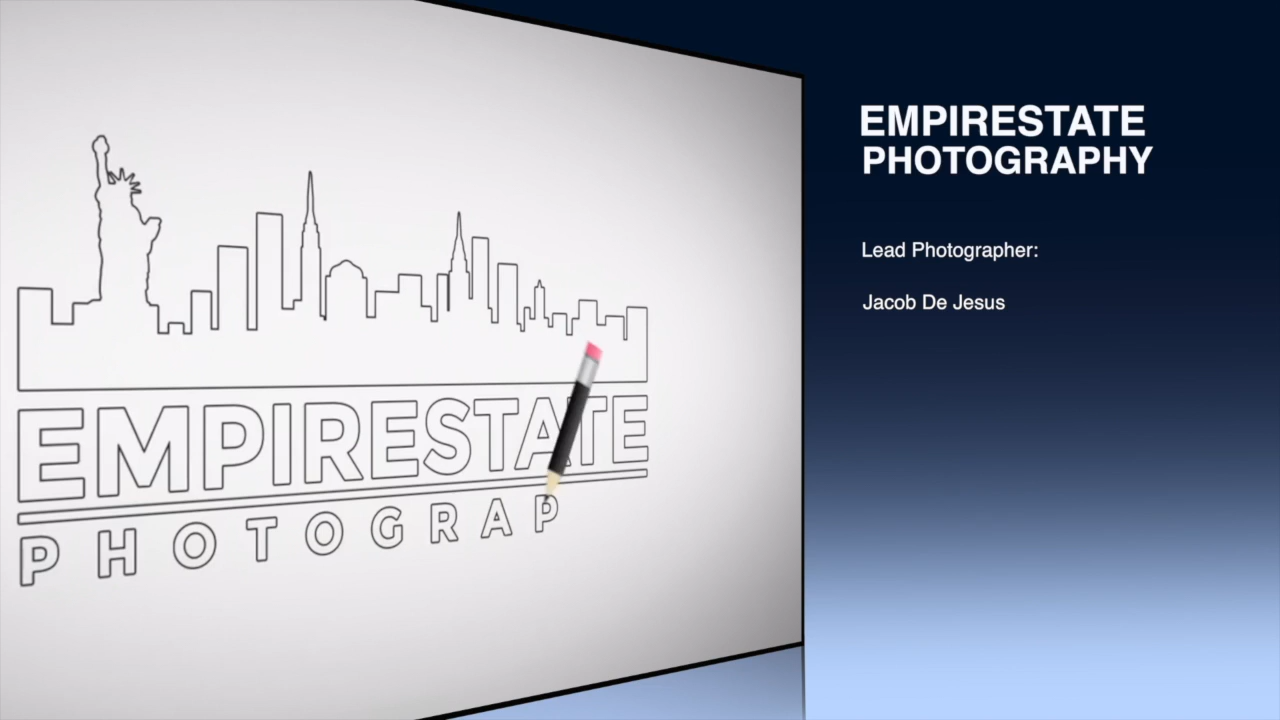 EMPIRESTATE
PHOTOGRAP
EMPIRESTATE
PHOTOGRAPHY
Lead Photographer:
Jacob De Jesus